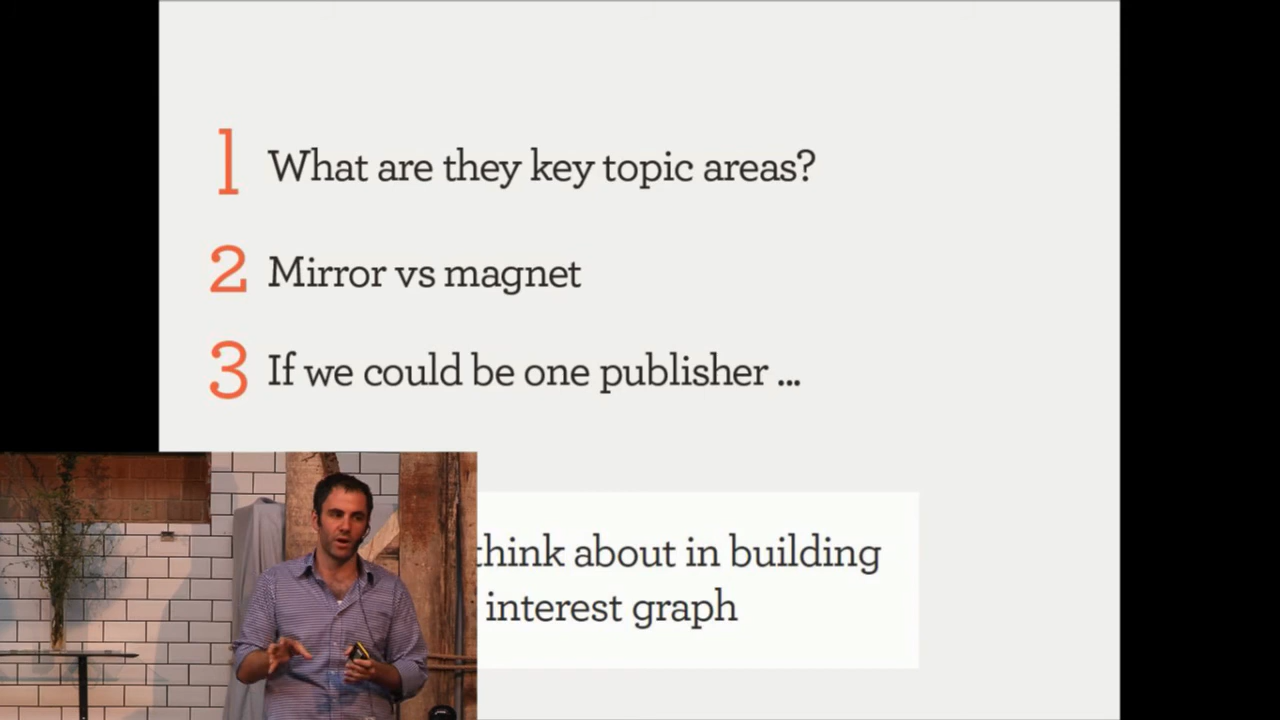 1 What are they key topic areas?
2 Mirror vs magnet
3 If we could be one publisher ...
think about in building
interest graph